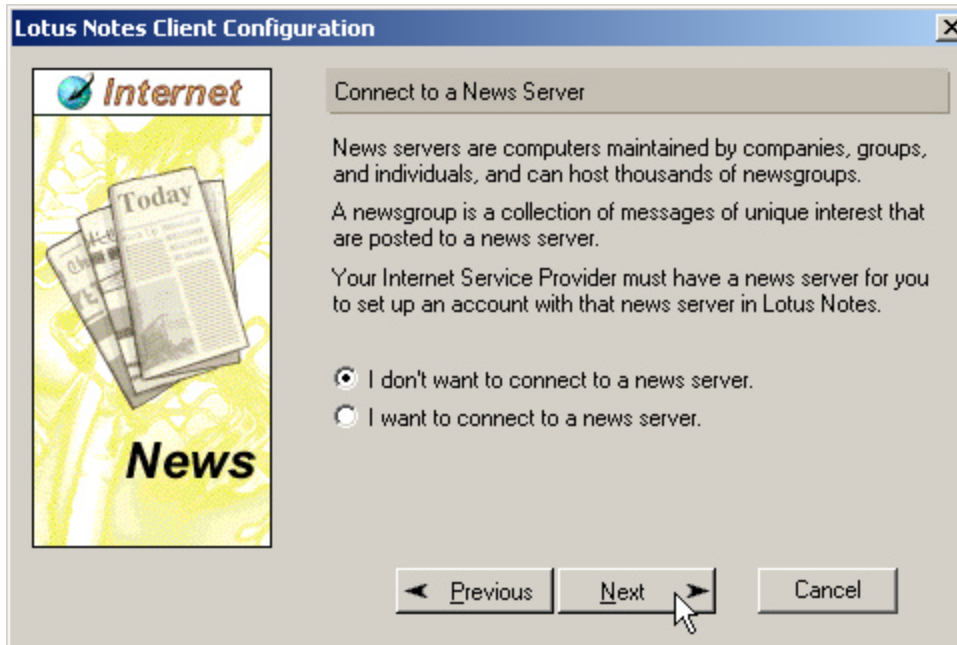 Lotus Notes Client Configuration
Internet
Today
News
Connect to a News Server
News servers are computers maintained by companies, groups,
and individuals, and can host thousands of newsgroups.
A newsgroup is a collection of messages of unique interest that
are posted to a news server.
Your Internet Service Provider must have a news server for you
to set up an account with that news server in Lotus Notes.
I don't want to connect to a news server.
I want to connect to a news server.
Previous
Next
Cancel